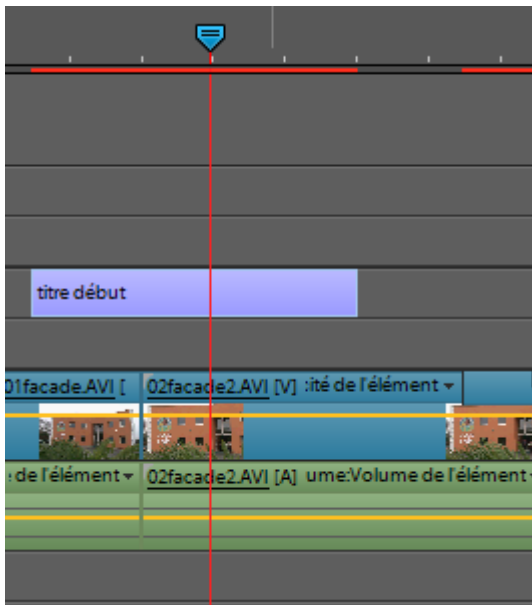 titre début
01facade.AVI [
02facade2.AVI [V] :ité de l'élément
e de l'élément
02facade2.AVI [A] ume:Volume de l'élément